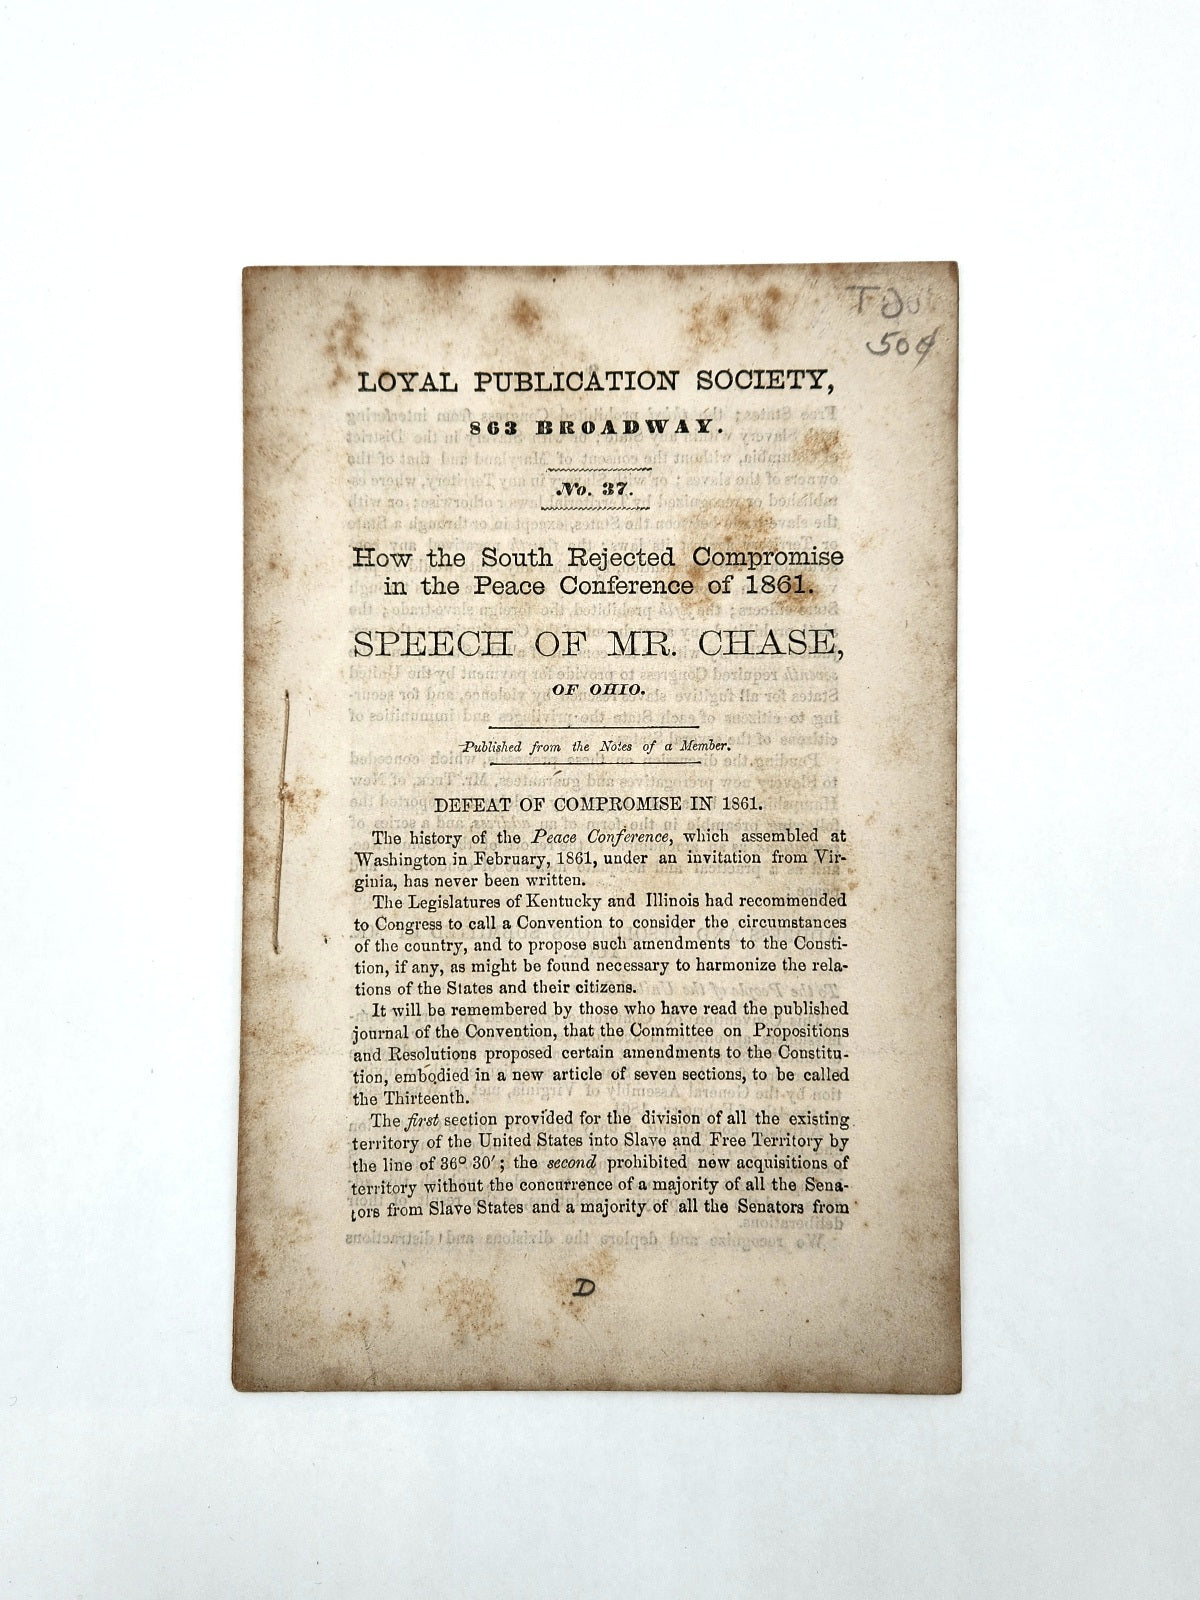 50¢
LOYAL PUBLICATION SOCIETY,
863 BROADWAY.
No. 37.
How the South Rejected Compromise
in the Peace Conference of 1861.
SPEECH OF MR. CHASE,
OF OHIO.
Published from the Notes of a Member.
DEFEAT OF COMPROMISE IN 1861.
The history of the Peace Conference, which assembled at
Washington in February, 1861, under an invitation from Vir-
ginia, has never been written.
The Legislatures of Kentucky and Illinois had recommended
to Congress to call a Convention to consider the circumstances
of the country, and to propose such amendments to the Consti-
tion, if any, as might be found necessary to harmonize the rela-
tions of the States and their citizens.
It will be remembered by those who have read the published
journal of the Convention, that the Committee on Propositions
and Resolutions proposed certain amendments to the Constitu-
tion, embodied in a new article of seven sections, to be called
the Thirteenth.
The first section provided for the division of all the existing
territory of the United States into Slave and Free Territory by
the line of 36° 30′; the second prohibited new acquisitions of
territory without the concurrence of a majority of all the Sena-
tors from Slave States and a majority of all the Senators from
D